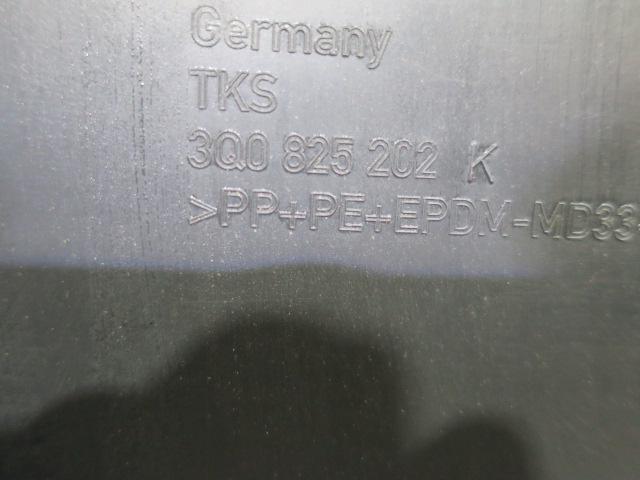 Germany
TKS
3Q0 825 202 K
>PP+PE+EPDM-MD33